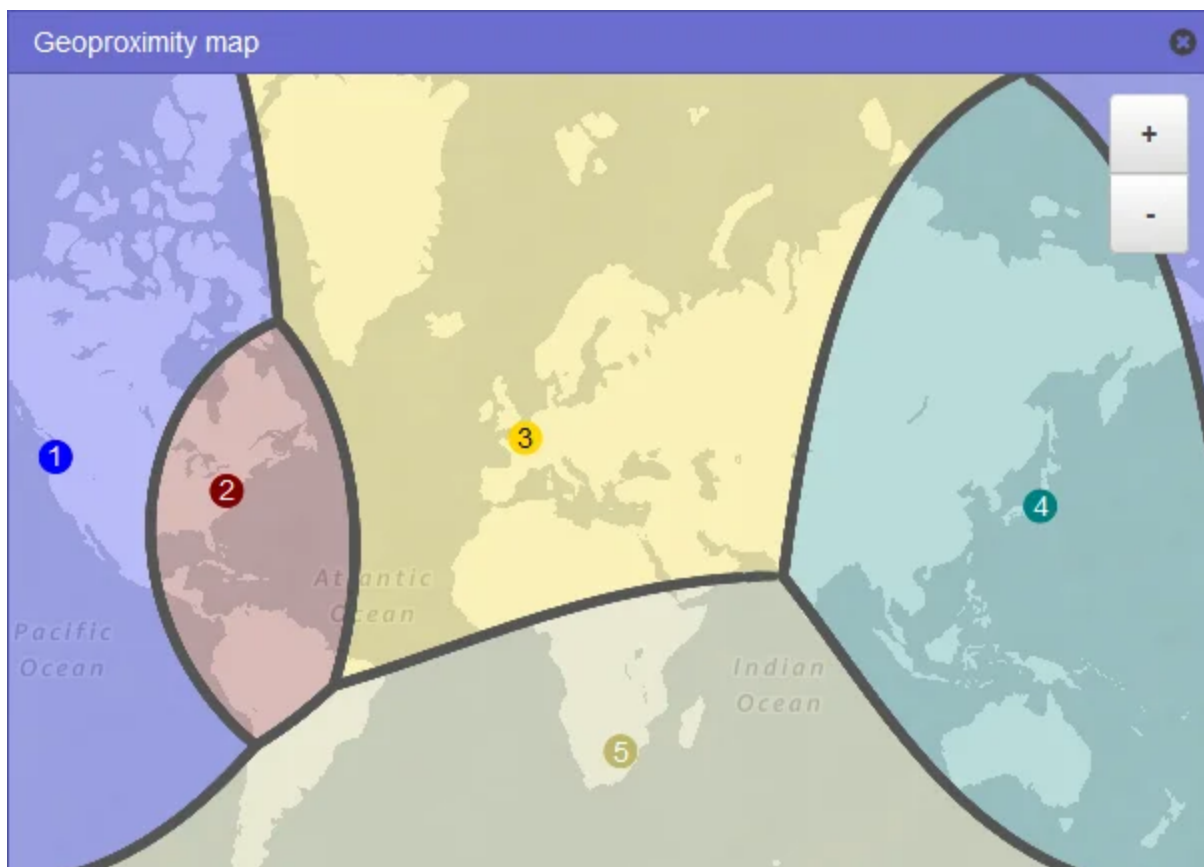 Geoproximity map
+
-
1
3
2
4
Atlantic
Ocean
Pacific
Ocean
Indian
Ocean
5